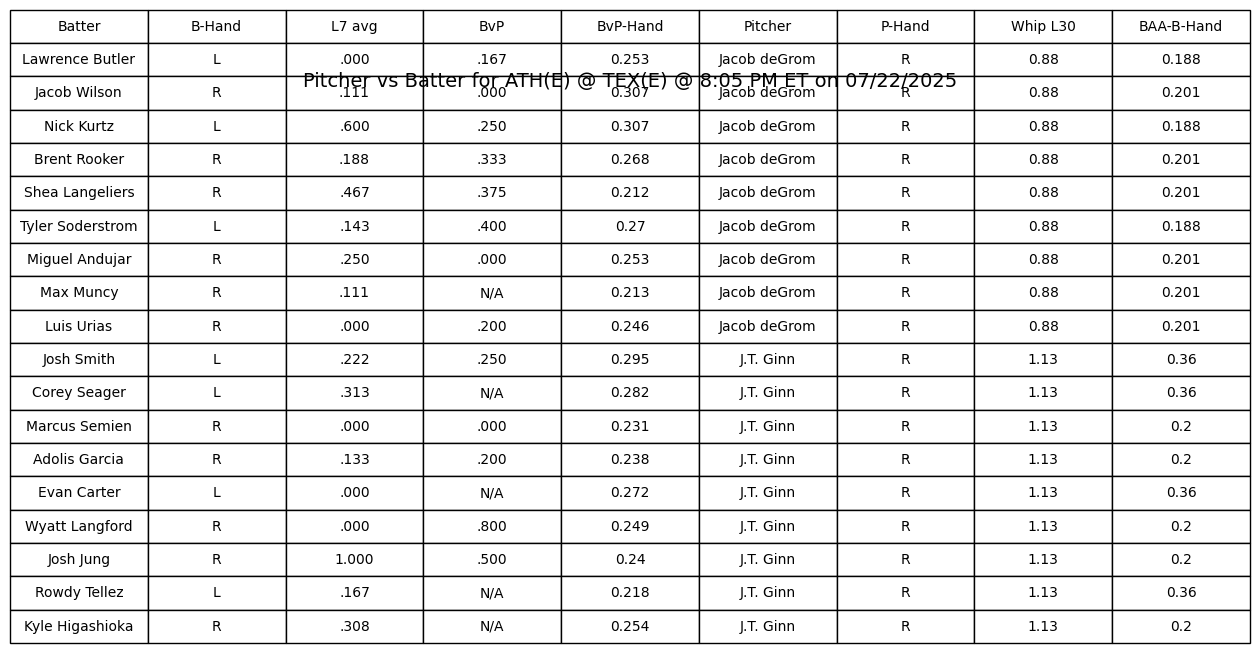 Batter B-Hand L7 avg BvP BvP-Hand Pitcher P-Hand Whip L30 BAA-B-Hand
Lawrence Butler L .000 .167 0.253 Jacob deGrom R 0.88 0.188
Pitcher vs Batter for ATH(E) @ TEX(E) @ 8:05 PM ET on 07/22/2025
Jacob Wilson R .111 .000 0.307 Jacob deGrom R 0.88 0.201
Nick Kurtz L .600 .250 0.307 Jacob deGrom R 0.88 0.188
Brent Rooker R .188 .333 0.268 Jacob deGrom R 0.88 0.201
Shea Langeliers R .467 .375 0.212 Jacob deGrom R 0.88 0.201
Tyler Soderstrom L .143 .400 0.27 Jacob deGrom R 0.88 0.188
Miguel Andujar R .250 .000 0.253 Jacob deGrom R 0.88 0.201
Max Muncy R .111 N/A 0.213 Jacob deGrom R 0.88 0.201
Luis Urias R .000 .200 0.246 Jacob deGrom R 0.88 0.201
Josh Smith L .222 .250 0.295 J.T. Ginn R 1.13 0.36
Corey Seager L .313 N/A 0.282 J.T. Ginn R 1.13 0.36
Marcus Semien R .000 .000 0.231 J.T. Ginn R 1.13 0.2
Adolis Garcia R .133 .200 0.238 J.T. Ginn R 1.13 0.2
Evan Carter L .000 N/A 0.272 J.T. Ginn R 1.13 0.36
Wyatt Langford R .000 .800 0.249 J.T. Ginn R 1.13 0.2
Josh Jung R 1.000 .500 0.24 J.T. Ginn R 1.13 0.2
Rowdy Tellez L .167 N/A 0.218 J.T. Ginn R 1.13 0.36
Kyle Higashioka R .308 N/A 0.254 J.T. Ginn R 1.13 0.2